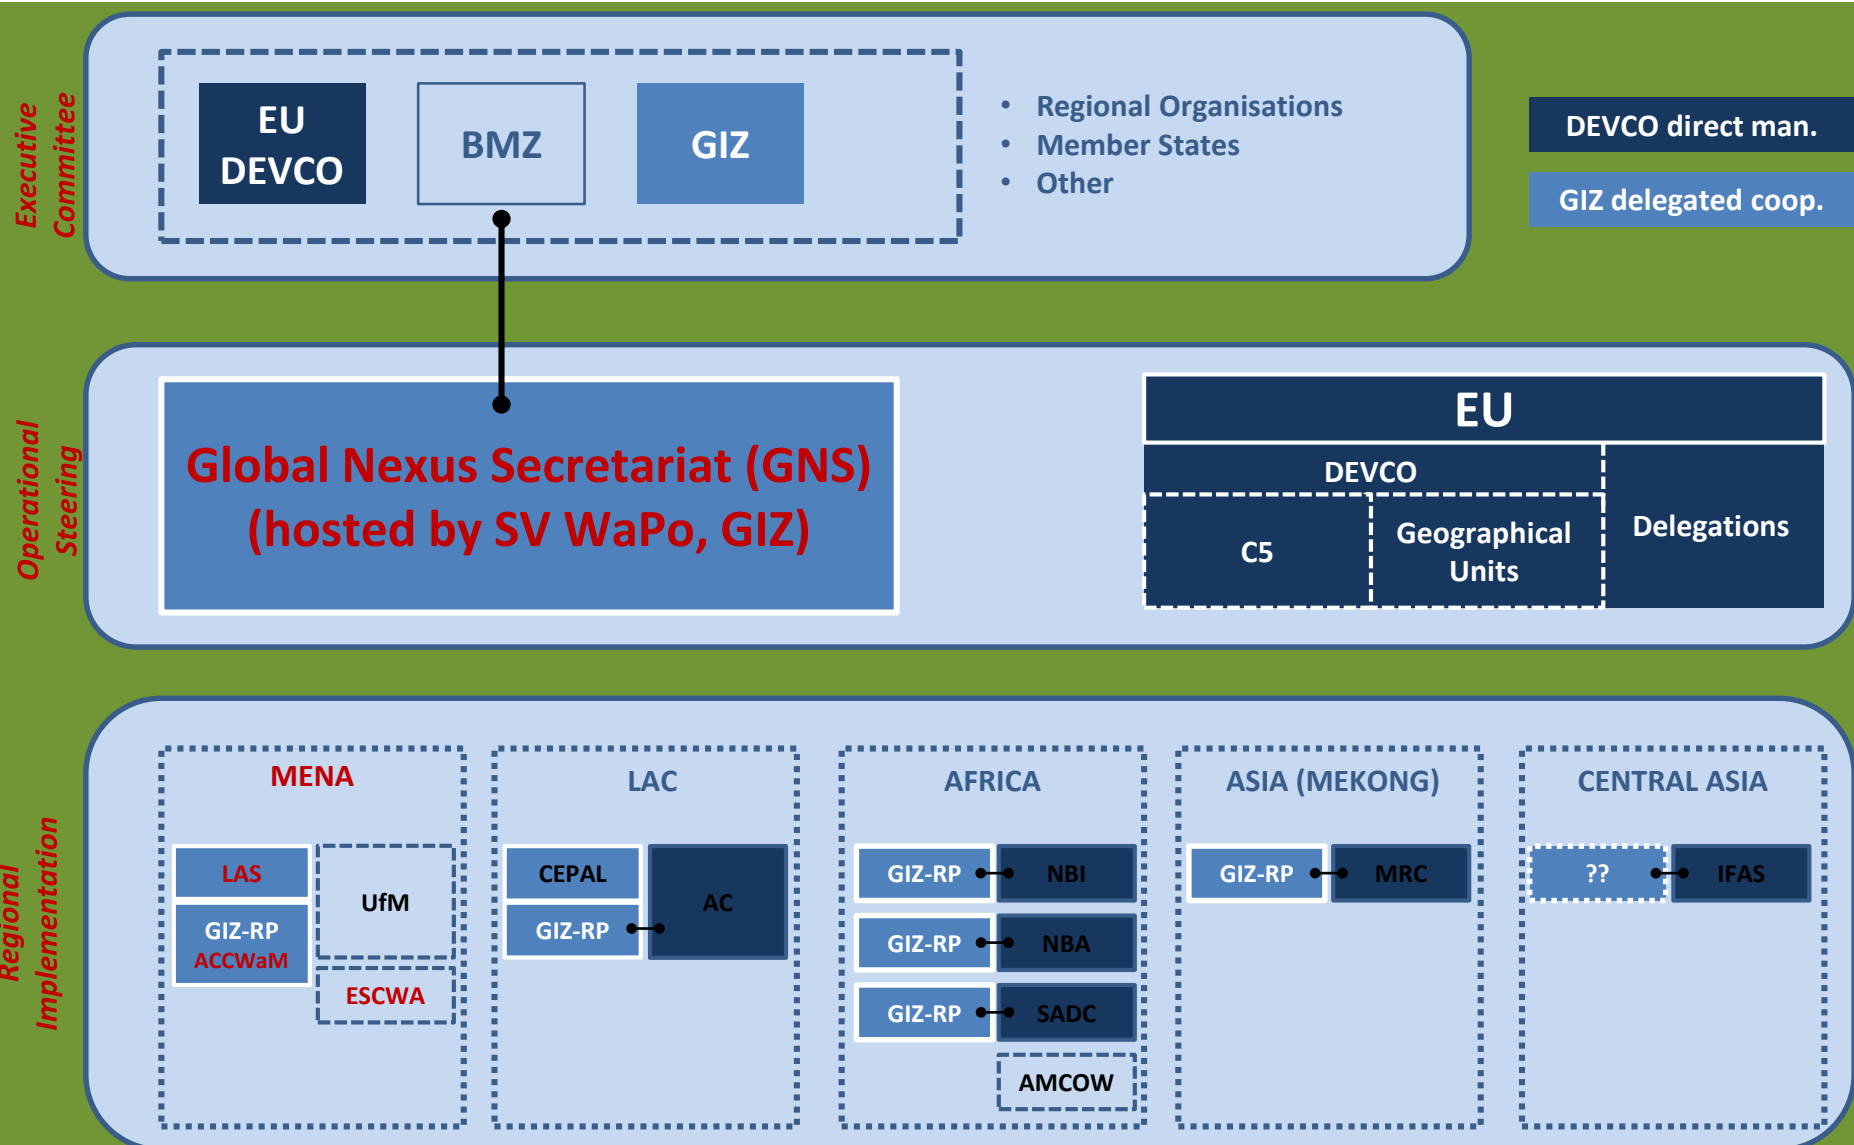 Executive
Committee
EU
DEVCO
BMZ
GIZ
• Regional Organisations
• Member States
• Other
DEVCO direct man.
GIZ delegated coop.
Operational
Steering
Global Nexus Secretariat (GNS)
(hosted by SV WaPo, GIZ)
EU
DEVCO
C5
Geographical
Units
Delegations
Regional
Implementation
MENA
LAS
GIZ-RP
ACCWaM
UfM
ESCWA
LAC
CEPAL
GIZ-RP
AC
AFRICA
GIZ-RP
NBI
GIZ-RP
NBA
GIZ-RP
SADC
AMCOW
ASIA (MEKONG)
GIZ-RP
MRC
CENTRAL ASIA
??
IFAS